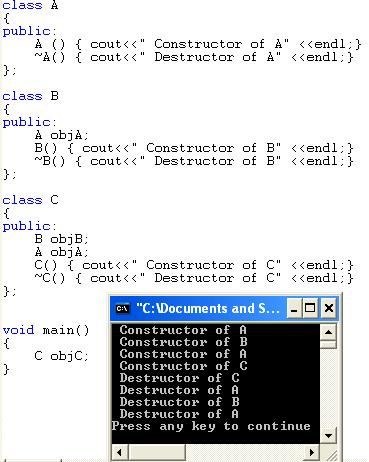 class A
{
public:
    A () { cout<<" Constructor of A" <<endl;}
    ~A() { cout<<" Destructor of A" <<endl;}
};

class B
{
public:
    A objA;
    B() { cout<<" Constructor of B" <<endl;}
    ~B() { cout<<" Destructor of B" <<endl;}
};

class C
{
public:
    B objB;
    A objA;
    C() { cout<<" Constructor of C" <<endl;}
    ~C() { cout<<" Destructor of C" <<endl;}
};

void main()
{
    C objC;
}
C:\ "C:\Documents and S...
Constructor of A
Constructor of B
Constructor of A
Constructor of C
Destructor of C
Destructor of A
Destructor of B
Destructor of A
Press any key to continue